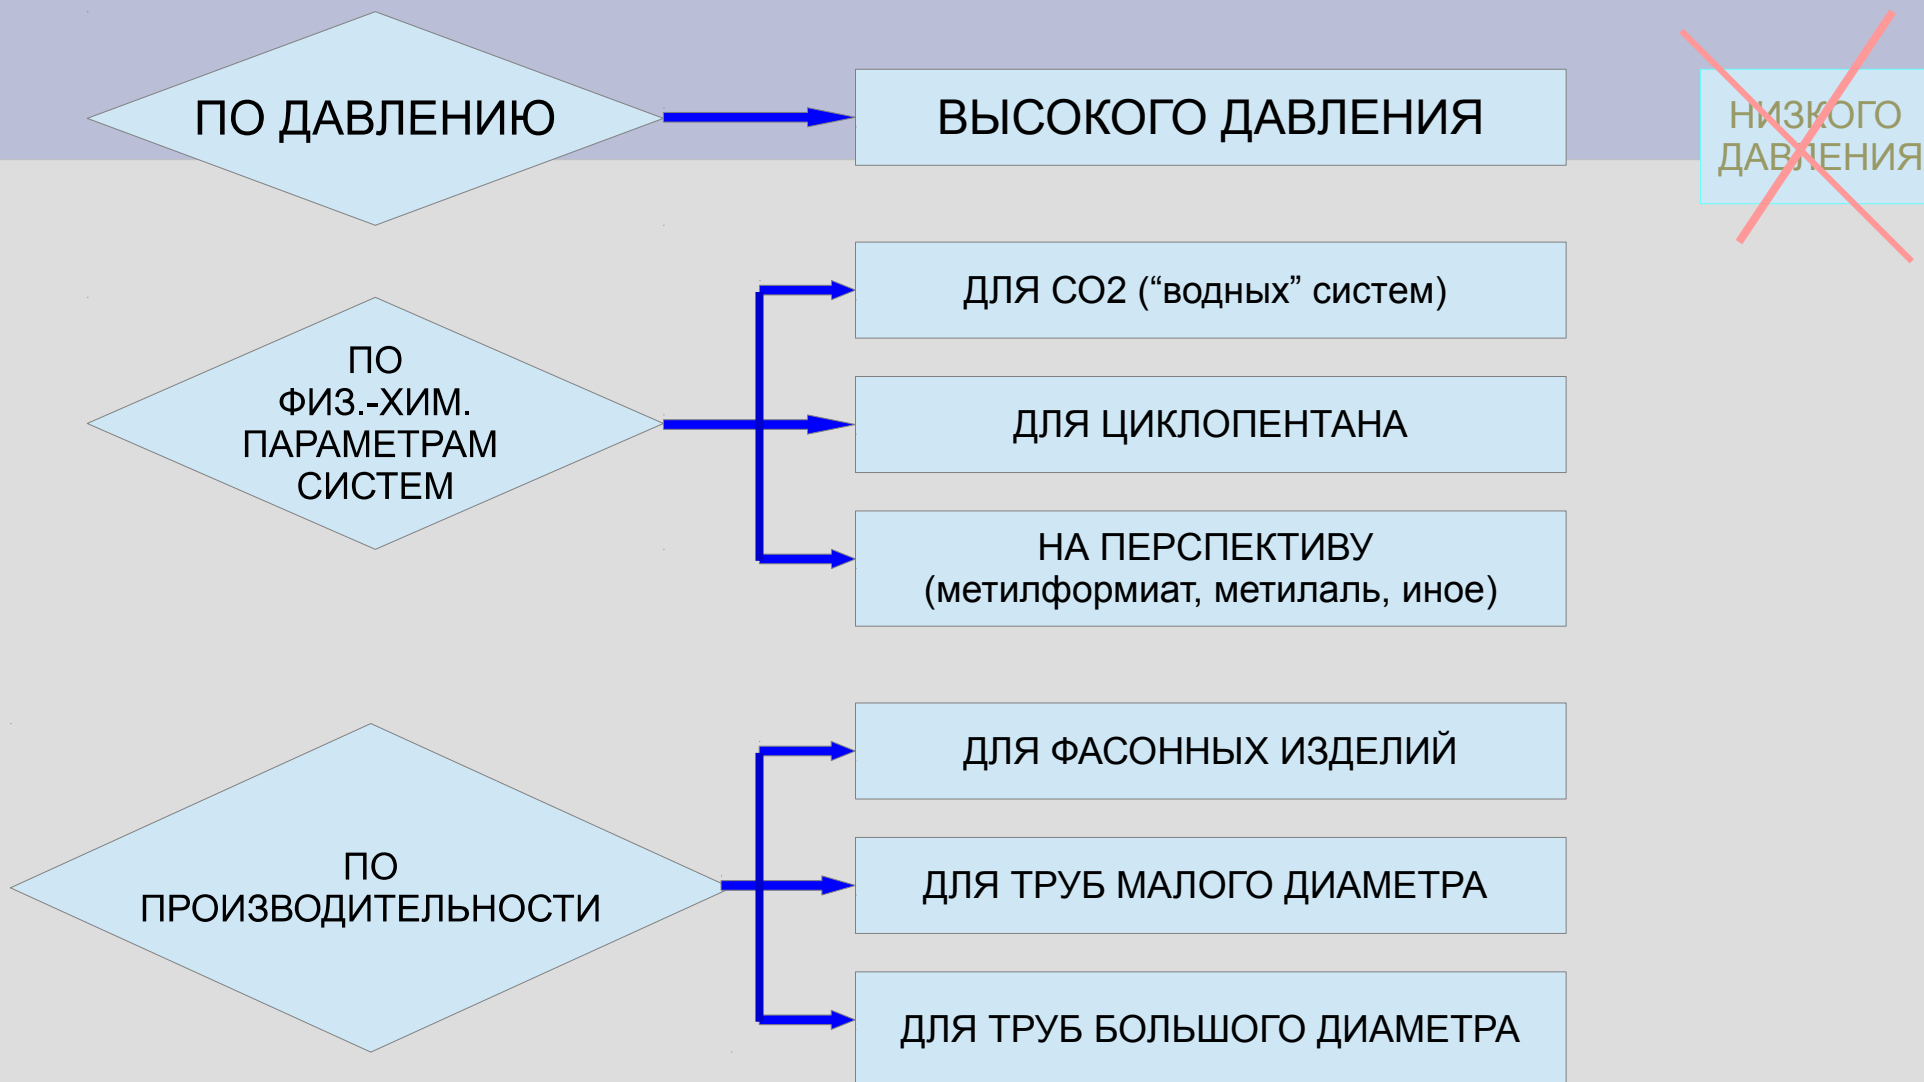 ПО ДАВЛЕНИЮ
ВЫСОКОГО ДАВЛЕНИЯ
НИЗКОГО
ДАВЛЕНИЯ
ПО
ФИЗ.-ХИМ.
ПАРАМЕТРАМ
СИСТЕМ
ДЛЯ СО2 (“водных” систем)
ДЛЯ ЦИКЛОПЕНТАНА
НА ПЕРСПЕКТИВУ
(метилформиат, метилаль, иное)
ПО
ПРОИЗВОДИТЕЛЬНОСТИ
ДЛЯ ФАСОННЫХ ИЗДЕЛИЙ
ДЛЯ ТРУБ МАЛОГО ДИАМЕТРА
ДЛЯ ТРУБ БОЛЬШОГО ДИАМЕТРА